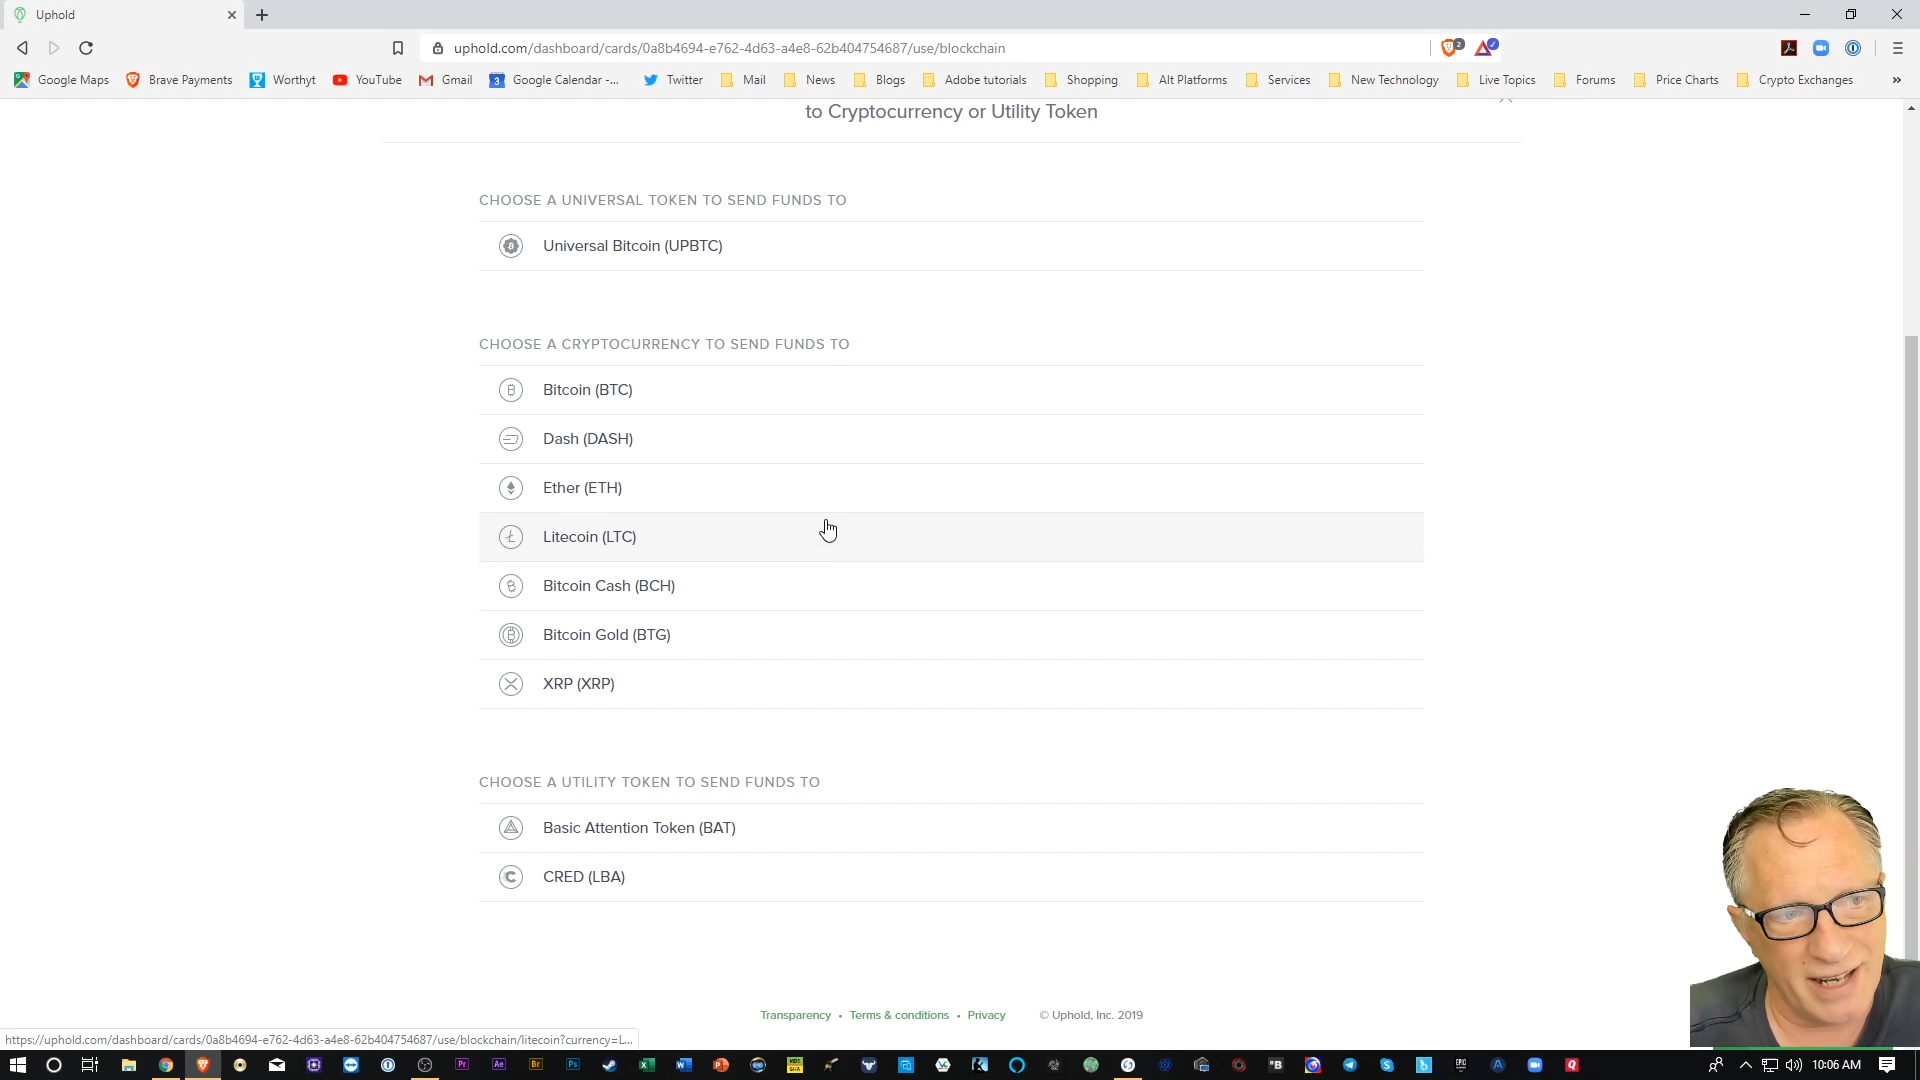 Uphold
uphold.com/dashboard/cards/0a8b4694-e762-4d63-a4e8-62b404754687/use/blockchain
2
Google Maps
Brave Payments
Worthyt
YouTube
Gmail
3
Google Calendar -...
Twitter
Mail
News
Blogs
Adobe tutorials
Shopping
Alt Platforms
Services
New Technology
Live Topics
Forums
Price Charts
Crypto Exchanges
»
to Cryptocurrency or Utility Token
CHOOSE A UNIVERSAL TOKEN TO SEND FUNDS TO
Universal Bitcoin (UPBTC)
CHOOSE A CRYPTOCURRENCY TO SEND FUNDS TO
Bitcoin (BTC)
Dash (DASH)
Ether (ETH)
Litecoin (LTC)
Bitcoin Cash (BCH)
Bitcoin Gold (BTG)
XRP (XRP)
CHOOSE A UTILITY TOKEN TO SEND FUNDS TO
Basic Attention Token (BAT)
CRED (LBA)
Transparency • Terms & conditions • Privacy © Uphold, Inc. 2019
https://uphold.com/dashboard/cards/0a8b4694-e762-4d63-a4e8-62b404754687/use/blockchain/litecoin?currency=L...
Pr
Ae
Br
Ps
10:06 AM